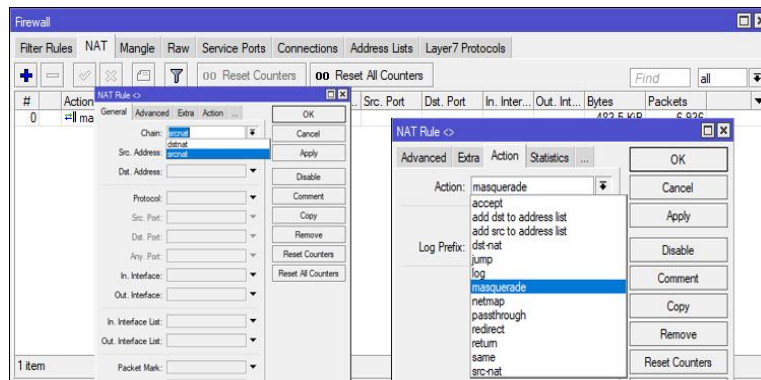 Firewall
Filter Rules NAT Mangle Raw Service Ports Connections Address Lists Layer7 Protocols
00 Reset Counters 00 Reset All Counters Find all
# Action Src. Port Dst. Port In. Inter... Out. Int... Bytes Packets
0 ma 483.5 KiB 6 936
NAT Rule <>
General Advanced Extra Action ...
Chain: srcnat
dstnat
srcnat
Src. Address:
Dst. Address:
Protocol:
Src. Port:
Dst. Port:
Any. Port:
In. Interface:
Out. Interface:
In. Interface List:
Out. Interface List:
Packet Mark:
OK
Cancel
Apply
Disable
Comment
Copy
Remove
Reset Counters
Reset All Counters
NAT Rule <>
Advanced Extra Action Statistics ...
Action: masquerade
accept
add dst to address list
add src to address list
Log Prefix:
dst-nat
jump
log
masquerade
netmap
passthrough
redirect
return
same
src-nat
OK
Cancel
Apply
Disable
Comment
Copy
Remove
Reset Counters
1 item